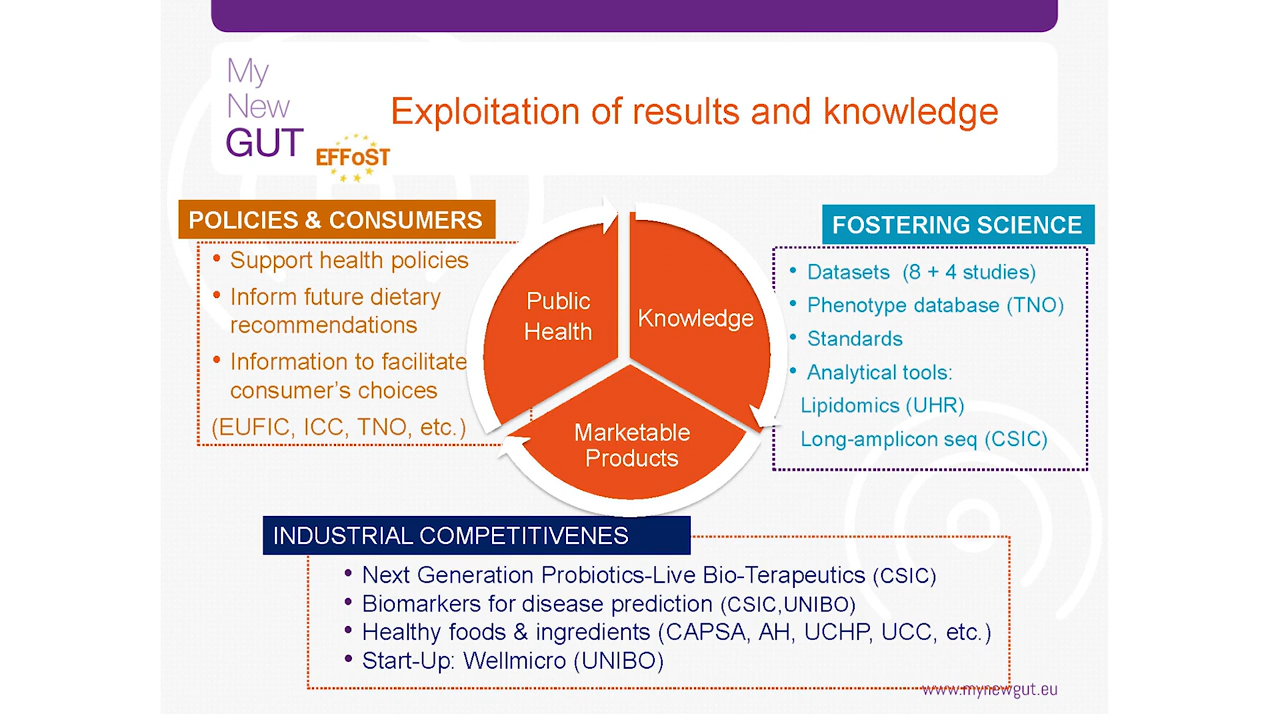 My
New
GUT
EFFoST
Exploitation of results and knowledge
POLICIES & CONSUMERS
• Support health policies
• Inform future dietary
recommendations
• Information to facilitate
consumer’s choices
(EUFIC, ICC, TNO, etc.)
Public
Health
Knowledge
Marketable
Products
FOSTERING SCIENCE
• Datasets (8 + 4 studies)
• Phenotype database (TNO)
• Standards
• Analytical tools:
Lipidomics (UHR)
Long-amplicon seq (CSIC)
INDUSTRIAL COMPETITIVENES
• Next Generation Probiotics-Live Bio-Terapeutics (CSIC)
• Biomarkers for disease prediction (CSIC,UNIBO)
• Healthy foods & ingredients (CAPSA, AH, UCHP, UCC, etc.)
• Start-Up: Wellmicro (UNIBO)
www.mynewgut.eu